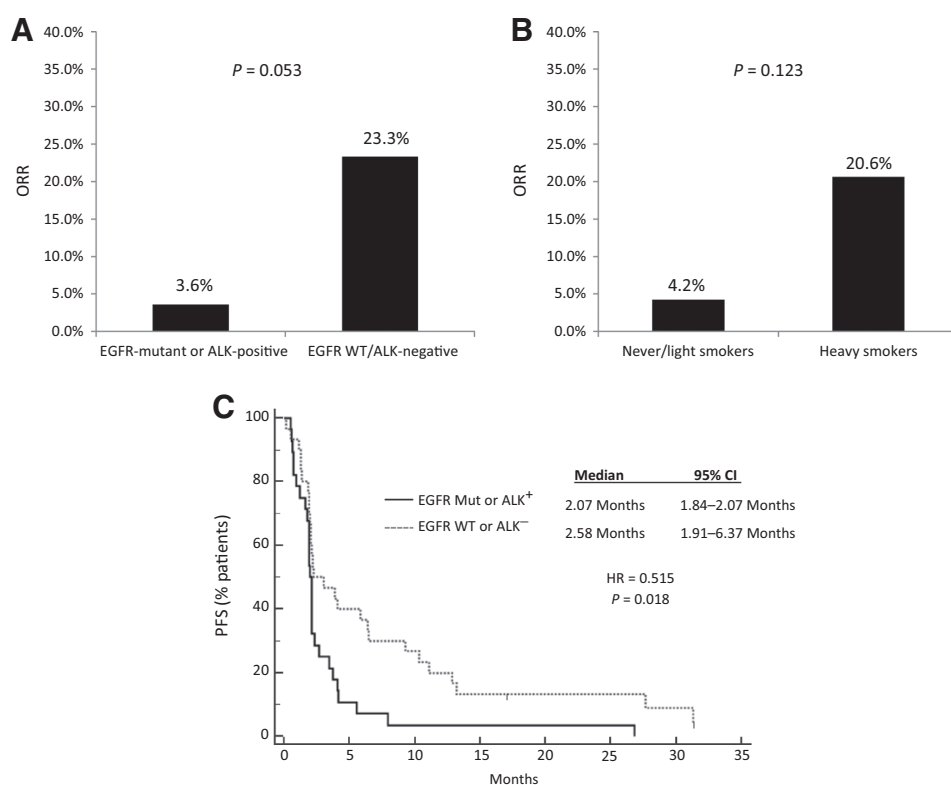 A
40.0%
35.0%
30.0%
25.0%
20.0%
15.0%
10.0%
5.0%
0.0%
ORR
P = 0.053
3.6%
23.3%
EGFR-mutant or ALK-positive
EGFR WT/ALK-negative
B
40.0%
35.0%
30.0%
25.0%
20.0%
15.0%
10.0%
5.0%
0.0%
ORR
P = 0.123
4.2%
20.6%
Never/light smokers
Heavy smokers
C
100
80
60
40
20
0
PFS (% patients)
Median 95% CI
EGFR Mut or ALK+ 2.07 Months 1.84–2.07 Months
EGFR WT or ALK– 2.58 Months 1.91–6.37 Months
HR = 0.515
P = 0.018
0 5 10 15 20 25 30 35
Months